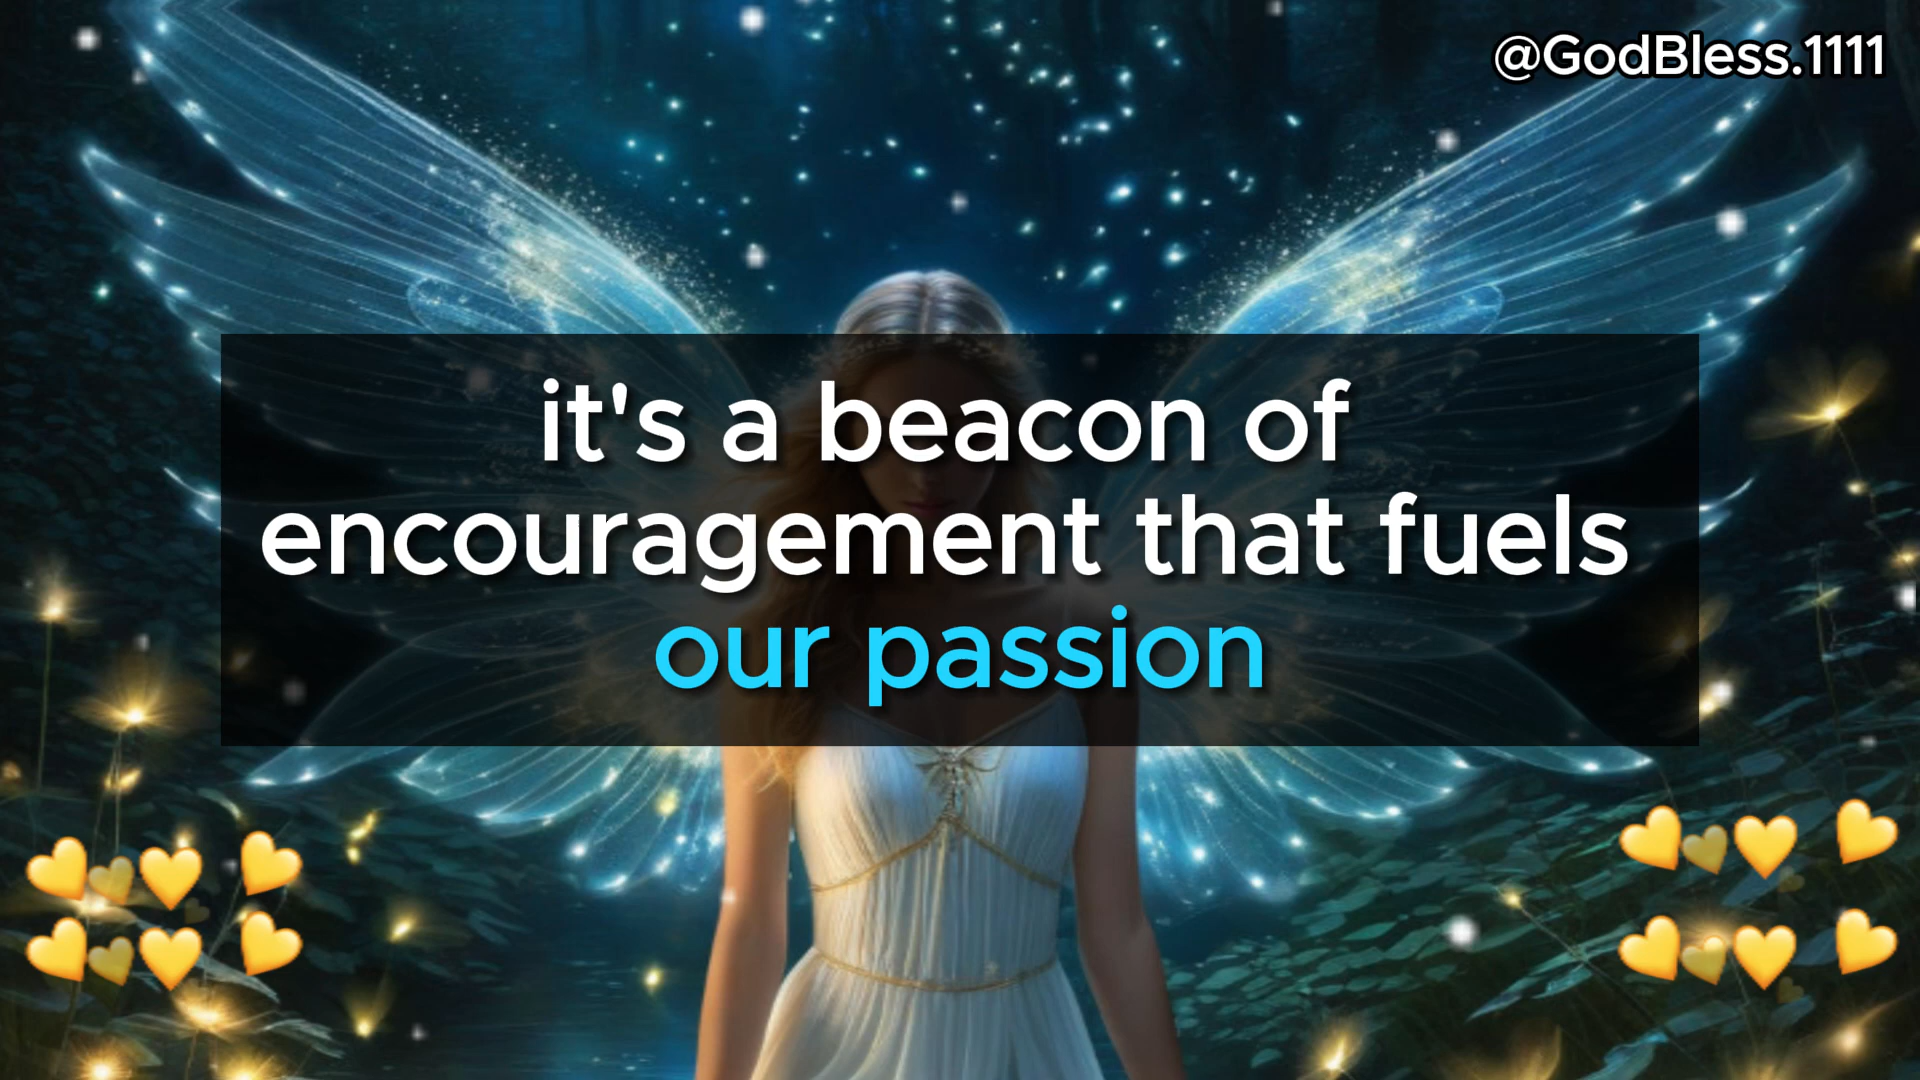 @GodBless.1111
it's a beacon of
encouragement that fuels
our passion